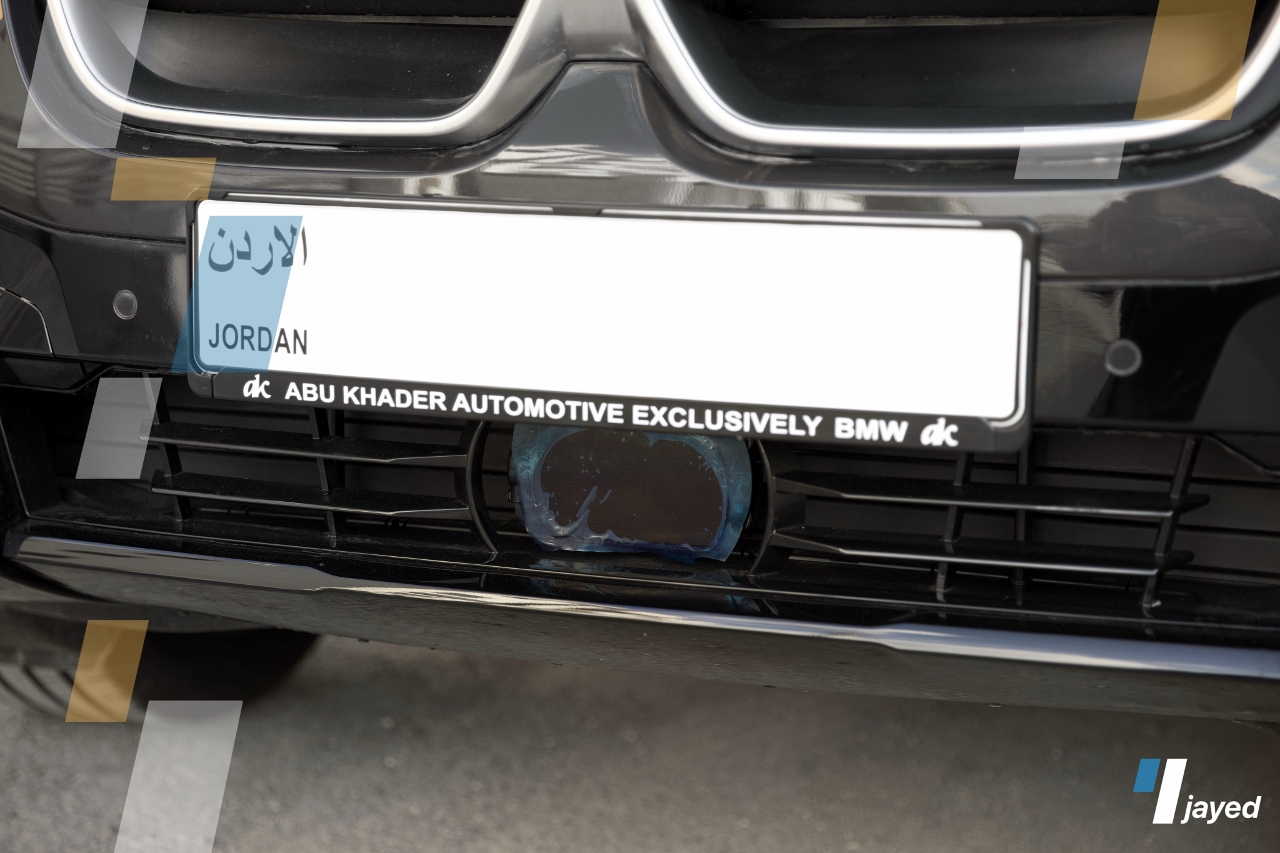 الاردن
JORDAN
dk ABU KHADER AUTOMOTIVE EXCLUSIVELY BMW dk
jayed